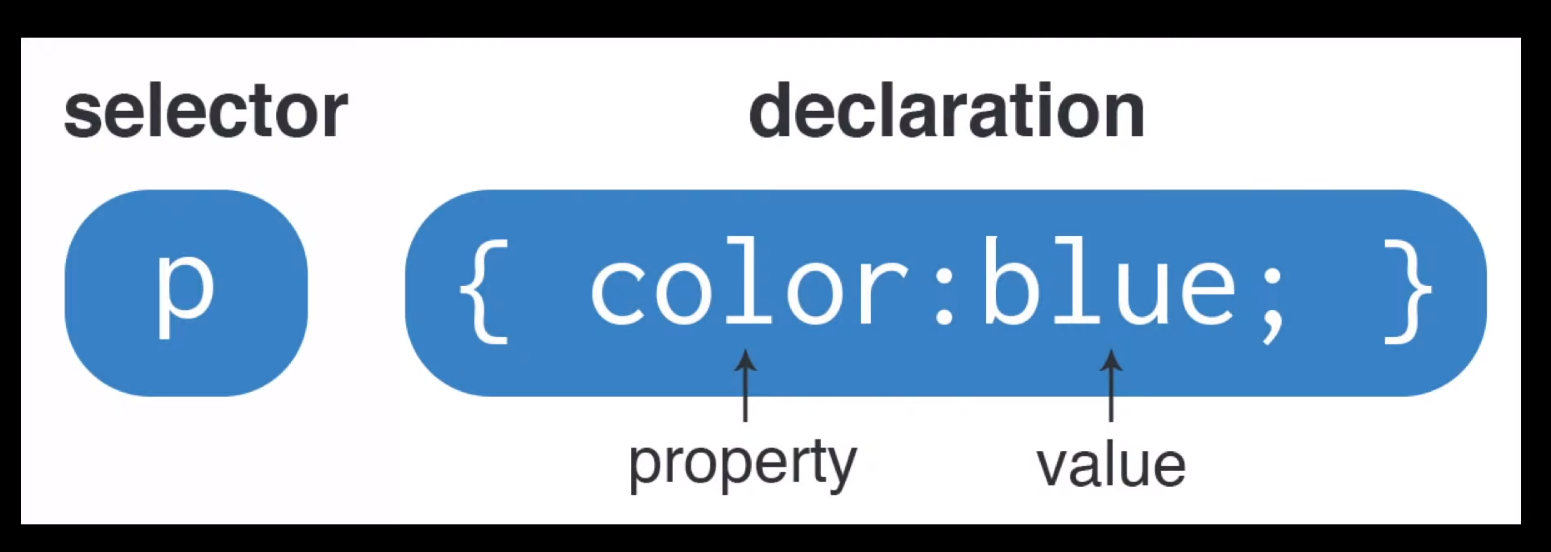 selector declaration
p { color:blue; }
property value